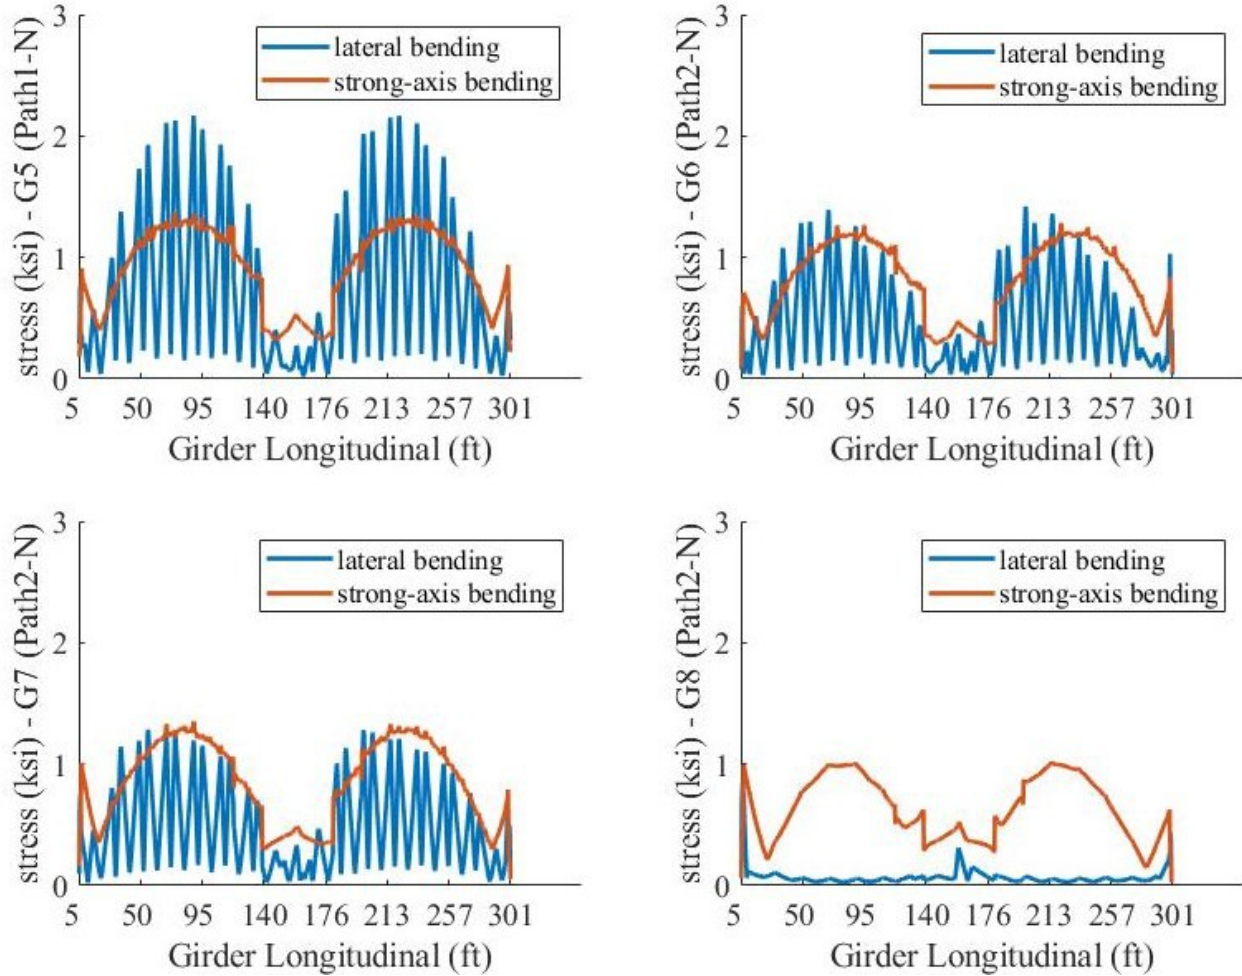 3
2
1
0
stress (ksi) - G5 (Path1-N)
lateral bending
strong-axis bending
5 50 95 140 176 213 257 301
Girder Longitudinal (ft)
3
2
1
0
stress (ksi) - G6 (Path2-N)
lateral bending
strong-axis bending
5 50 95 140 176 213 257 301
Girder Longitudinal (ft)
3
2
1
0
stress (ksi) - G7 (Path2-N)
lateral bending
strong-axis bending
5 50 95 140 176 213 257 301
Girder Longitudinal (ft)
3
2
1
0
stress (ksi) - G8 (Path2-N)
lateral bending
strong-axis bending
5 50 95 140 176 213 257 301
Girder Longitudinal (ft)